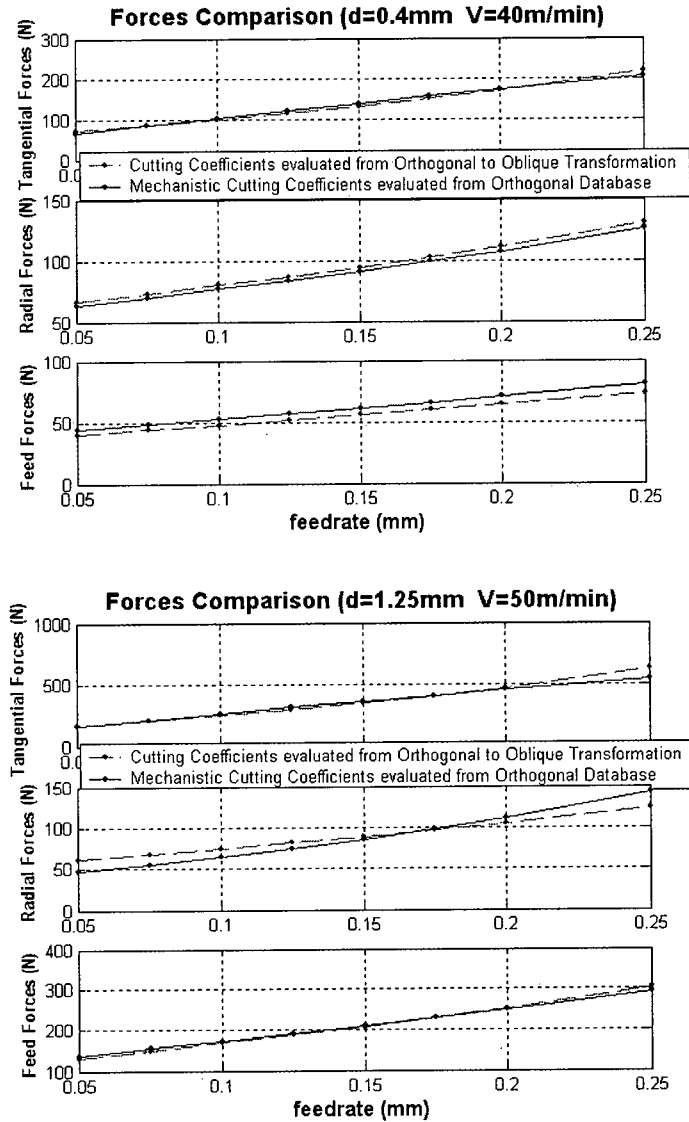 Forces Comparison (d=0.4mm V=40m/min)
Tangential Forces (N)
300
200
100
0
Cutting Coefficients evaluated from Orthogonal to Oblique Transformation
Mechanistic Cutting Coefficients evaluated from Orthogonal Database
Radial Forces (N)
150
100
50
0.05 0.1 0.15 0.2 0.25
Feed Forces (N)
100
50
0
0.05 0.1 0.15 0.2 0.25
feedrate (mm)
Forces Comparison (d=1.25mm V=50m/min)
Tangential Forces (N)
1000
500
0
Cutting Coefficients evaluated from Orthogonal to Oblique Transformation
Mechanistic Cutting Coefficients evaluated from Orthogonal Database
Radial Forces (N)
150
100
50
0
0.05 0.1 0.15 0.2 0.25
Feed Forces (N)
400
300
200
100
0.05 0.1 0.15 0.2 0.25
feedrate (mm)